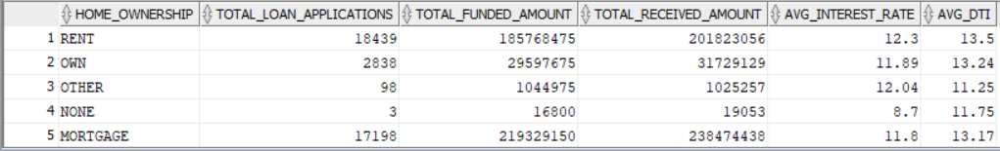 HOME_OWNERSHIP TOTAL_LOAN_APPLICATIONS TOTAL_FUNDED_AMOUNT TOTAL_RECEIVED_AMOUNT AVG_INTEREST_RATE AVG_DTI
1 RENT 18439 185768475 201823056 12.3 13.5
2 OWN 2838 29597675 31729129 11.89 13.24
3 OTHER 98 1044975 1025257 12.04 11.25
4 NONE 3 16800 19053 8.7 11.75
5 MORTGAGE 17198 219329150 238474438 11.8 13.17